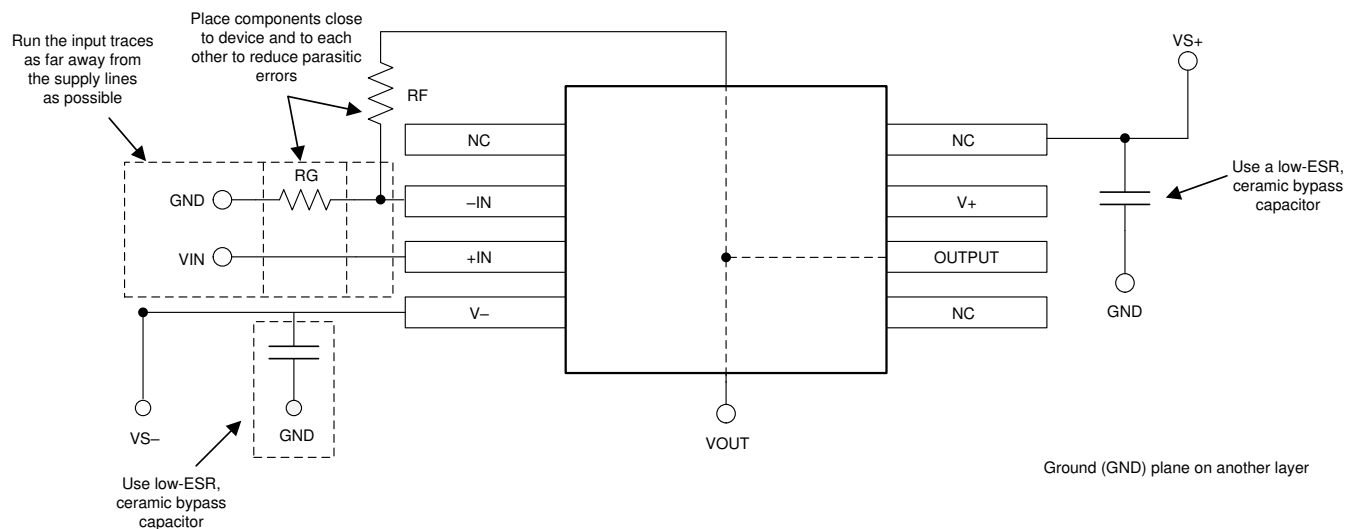 Place components close
to device and to each
other to reduce parasitic
errors
Run the input traces
as far away from
the supply lines
as possible
VS+
RF
NC
NC
RG
Use a low-ESR,
ceramic bypass
capacitor
GND
–IN
V+
VIN
+IN
OUTPUT
GND
V–
NC
VS–
GND
VOUT
Use low-ESR,
ceramic bypass
capacitor
Ground (GND) plane on another layer